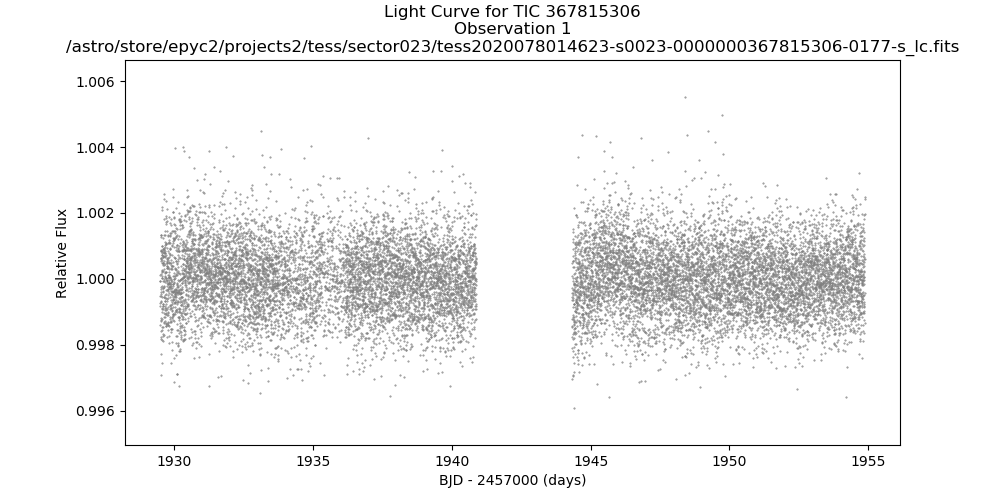 Light Curve for TIC 367815306
Observation 1
/astro/store/epyc2/projects2/tess/sector023/tess2020078014623-s0023-0000000367815306-0177-s_lc.fits
1.006
1.004
1.002
1.000
0.998
0.996
Relative Flux
1930
1935
1940
1945
1950
1955
BJD - 2457000 (days)